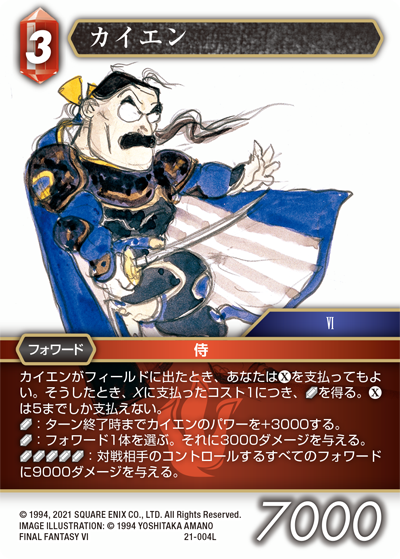 3
カイエン
VI
フォワード
侍
カイエンがフィールドに出たとき、あなたはⓍを支払ってもよ
い。そうしたとき、Xに支払ったコスト1につき、を得る。Ⓧ
は5までしか支払えない。
：ターン終了時までカイエンのパワーを+3000する。
：フォワード1体を選ぶ。それに3000ダメージを与える。
：対戦相手のコントロールするすべてのフォワード
に9000ダメージを与える。
© 1994, 2021 SQUARE ENIX CO., LTD. All Rights Reserved.
IMAGE ILLUSTRATION: © 1994 YOSHITAKA AMANO
FINAL FANTASY VI 21-004L
7000